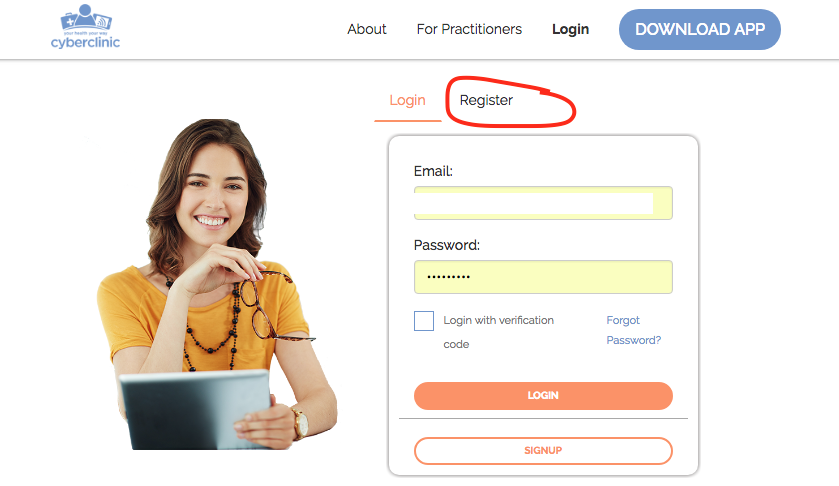 your health your way
cyberclinic
About
For Practitioners
Login
DOWNLOAD APP
Login
Register
Email:
Password:
Login with verification
code
Forgot
Password?
LOGIN
SIGNUP